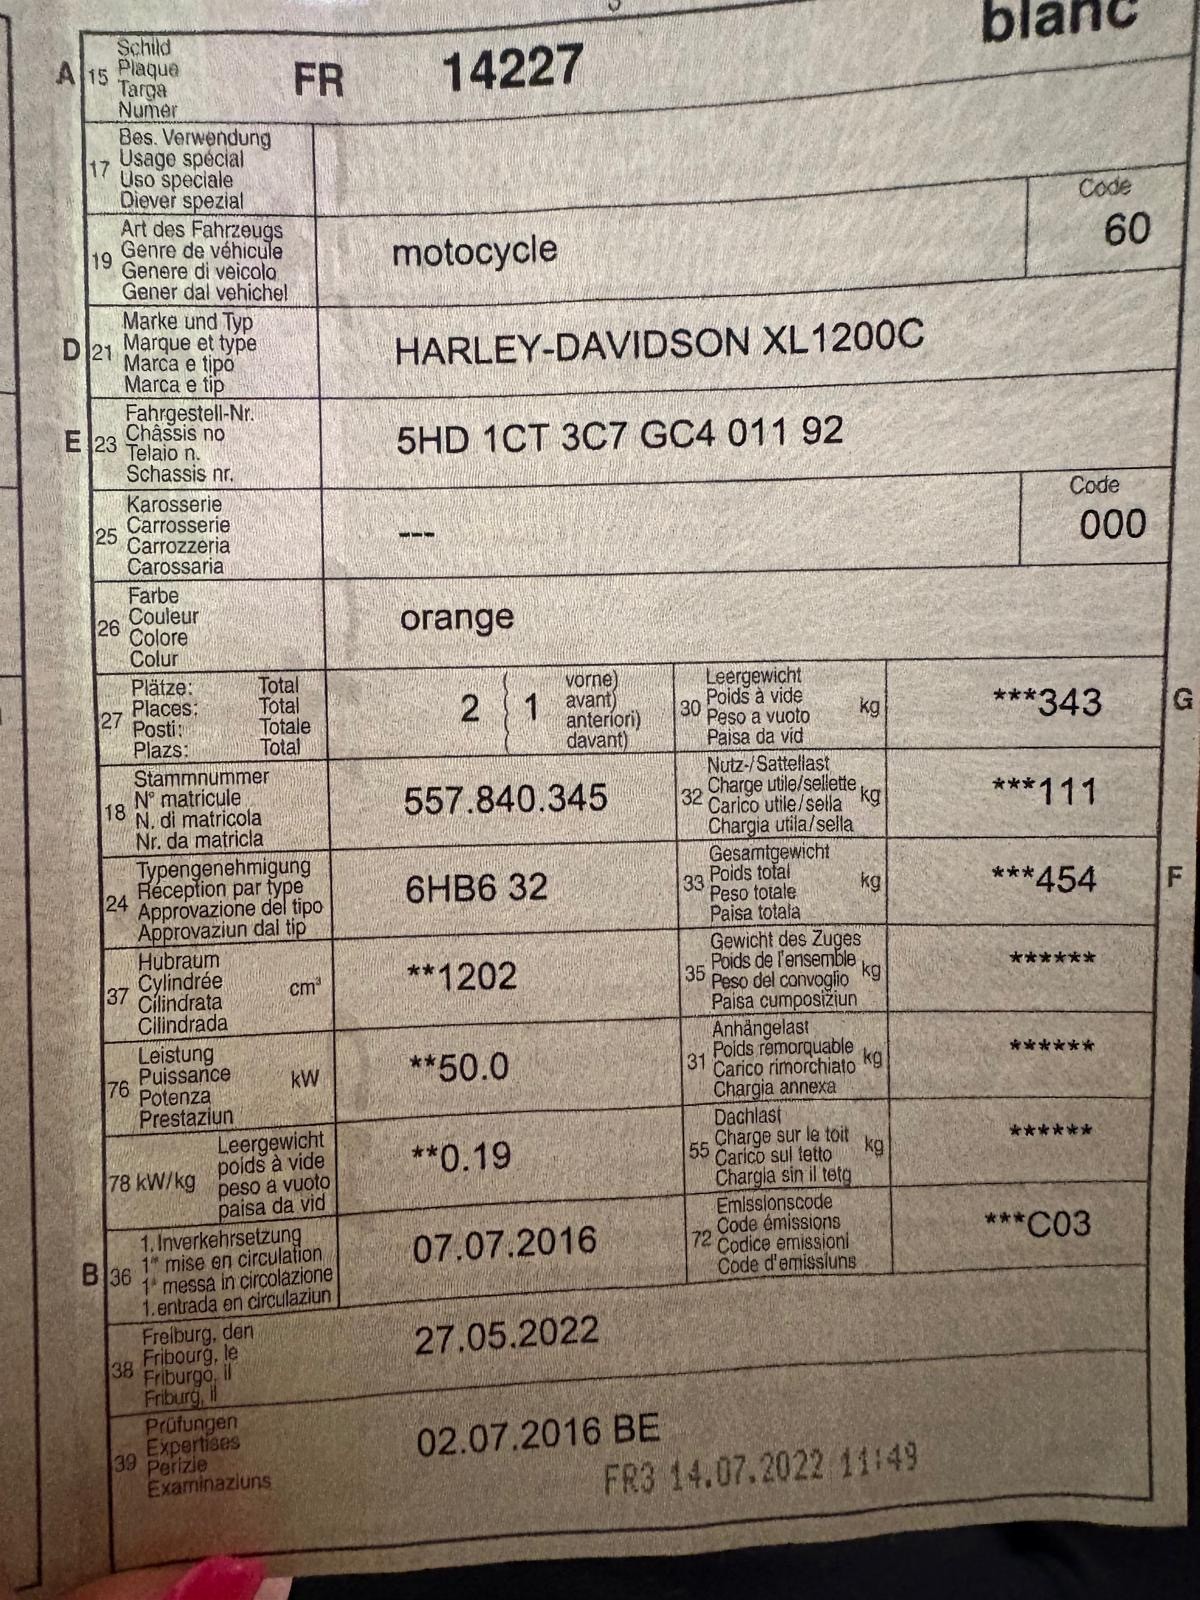 blanc
A 15 Schild FR 14227
Plaque
Targa
Numer
17 Bes. Verwendung
Usage spécial
Uso speciale
Diever spezial
19 Art des Fahrzeugs motocycle Code
Genre de véhicule 60
Genere di veicolo
Gener dal vehichel
D 21 Marke und Typ HARLEY-DAVIDSON XL1200C
Marque et type
Marca e tipo
Marca e tip
E 23 Fahrgestell-Nr. 5HD 1CT 3C7 GC4 011 92
Châssis no
Telaio n.
Schassis nr.
25 Karosserie --- Code
Carrosserie 000
Carrozzeria
Carossaria
26 Farbe orange
Couleur
Colore
Colur
27 Plätze: Total 2 ( 1 vorne)
Places: Total avant)
Posti: Totale anteriori)
Plazs: Total davant)
30 Leergewicht kg ***343 G
Poids à vide
Peso a vuoto
Paisa da vid
18 Stammnummer 557.840.345
N° matricule
N. di matricola
Nr. da matricla
32 Nutz-/Sattellast kg ***111
Charge utile/sellette
Carico utile/sella
Chargia utila/sella
24 Typengenehmigung 6HB6 32
Réception par type
Approvazione del tipo
Approvaziun dal tip
33 Gesamtgewicht kg ***454 F
Poids total
Peso totale
Paisa totala
37 Hubraum cm³ **1202
Cylindrée
Cilindrata
Cilindrada
35 Gewicht des Zuges kg ******
Poids de l'ensemble
Peso del convoglio
Paisa cumposiziun
76 Leistung kW **50.0
Puissance
Potenza
Prestaziun
31 Anhängelast kg ******
Poids remorquable
Carico rimorchiato
Chargia annexa
78 kW/kg Leergewicht **0.19
poids à vide
peso a vuoto
paisa da vid
55 Dachlast kg ******
Charge sur le toit
Carico sul tetto
Chargia sin il tetg
B 36 1. Inverkehrsetzung 07.07.2016
1re mise en circulation
1a messa in circolazione
1. entrada en circulaziun
72 Emissionscode ***C03
Code émissions
Codice emissioni
Code d'emissiuns
38 Freiburg, den 27.05.2022
Fribourg, le
Friburgo, il
Friburg, il
39 Prüfungen 02.07.2016 BE
Expertises
Perizie
Examinaziuns
FR3 14.07.2022 11:49